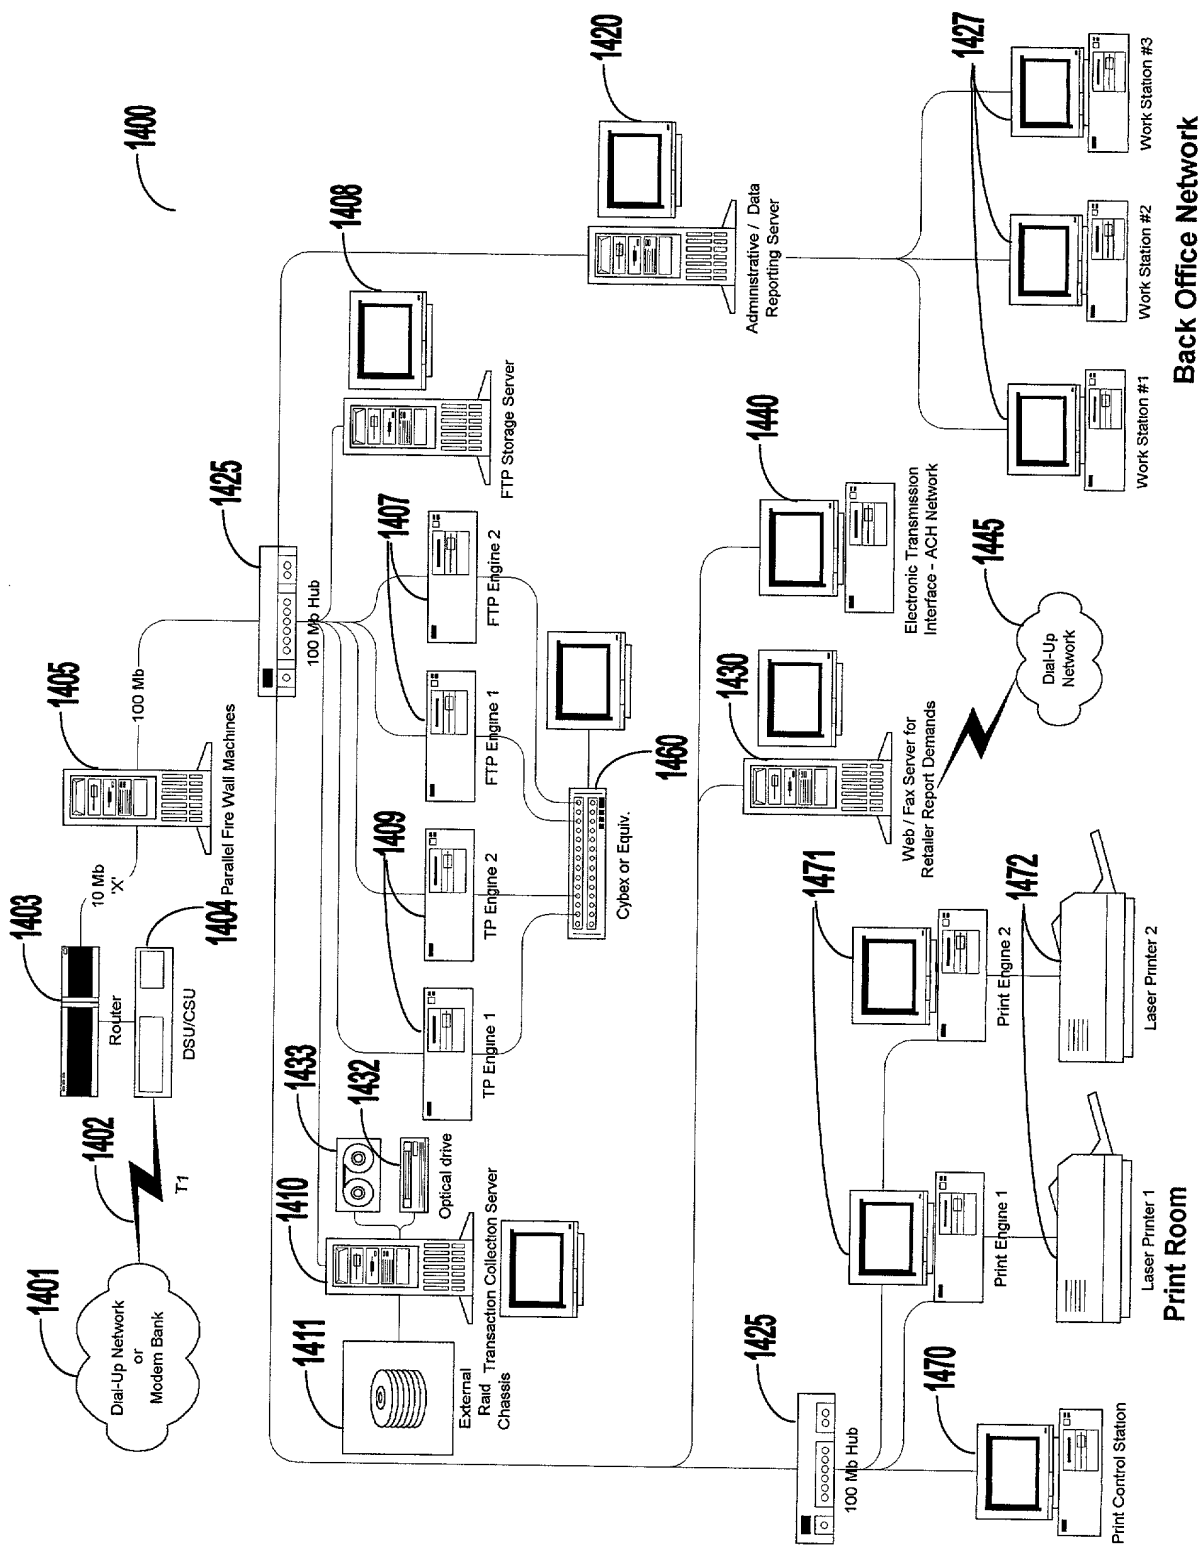 1400
1401
Dial-Up Network
or
Modem Bank
1402
T1
1403
Router
1404
DSU/CSU
10 Mb
'X'
1405
Parallel Fire Wall Machines
100 Mb
1425
100 Mb Hub
1408
FTP Storage Server
1407
FTP Engine 2
FTP Engine 1
1409
TP Engine 2
TP Engine 1
1460
Cybex or Equiv.
1433
1432
Optical drive
1410
Transaction Collection Server
1411
External
Raid
Chassis
1420
Administrative / Data
Reporting Server
1427
Work Station #1
Work Station #2
Work Station #3
Back Office Network
1440
Electronic Transmission
Interface - ACH Network
1430
Web / Fax Server for
Retailer Report Demands
1445
Dial-Up
Network
1425
100 Mb Hub
1470
Print Control Station
1471
Print Engine 1
Print Engine 2
1472
Laser Printer 1
Laser Printer 2
Print Room